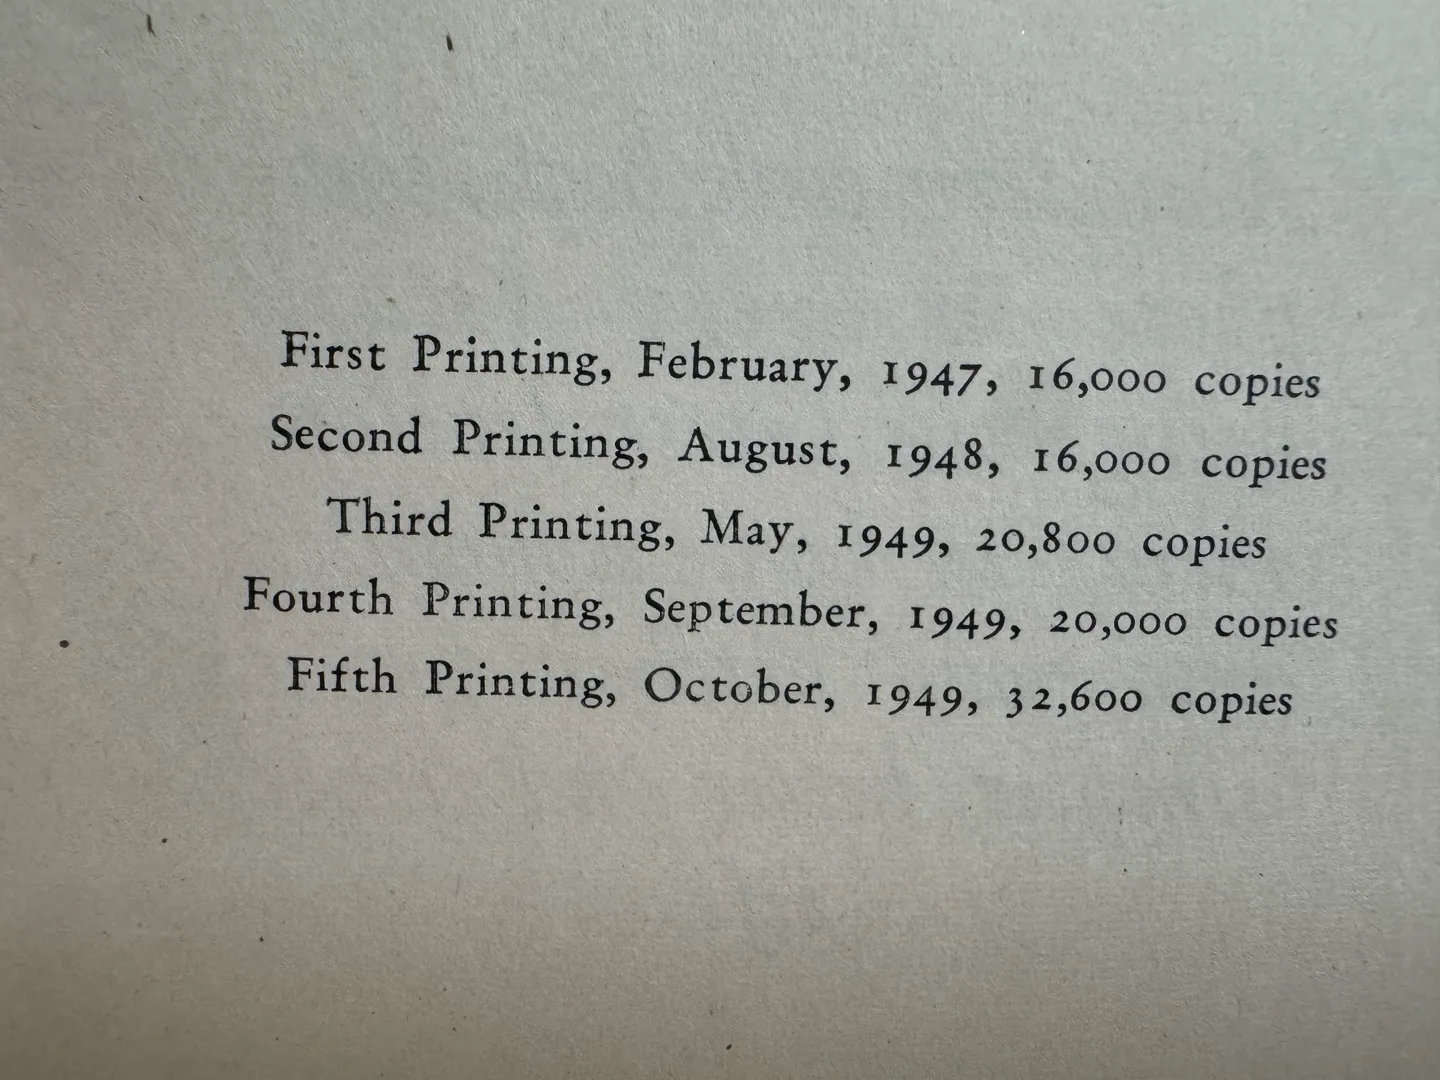 First Printing, February, 1947, 16,000 copies
Second Printing, August, 1948, 16,000 copies
Third Printing, May, 1949, 20,800 copies
Fourth Printing, September, 1949, 20,000 copies
Fifth Printing, October, 1949, 32,600 copies